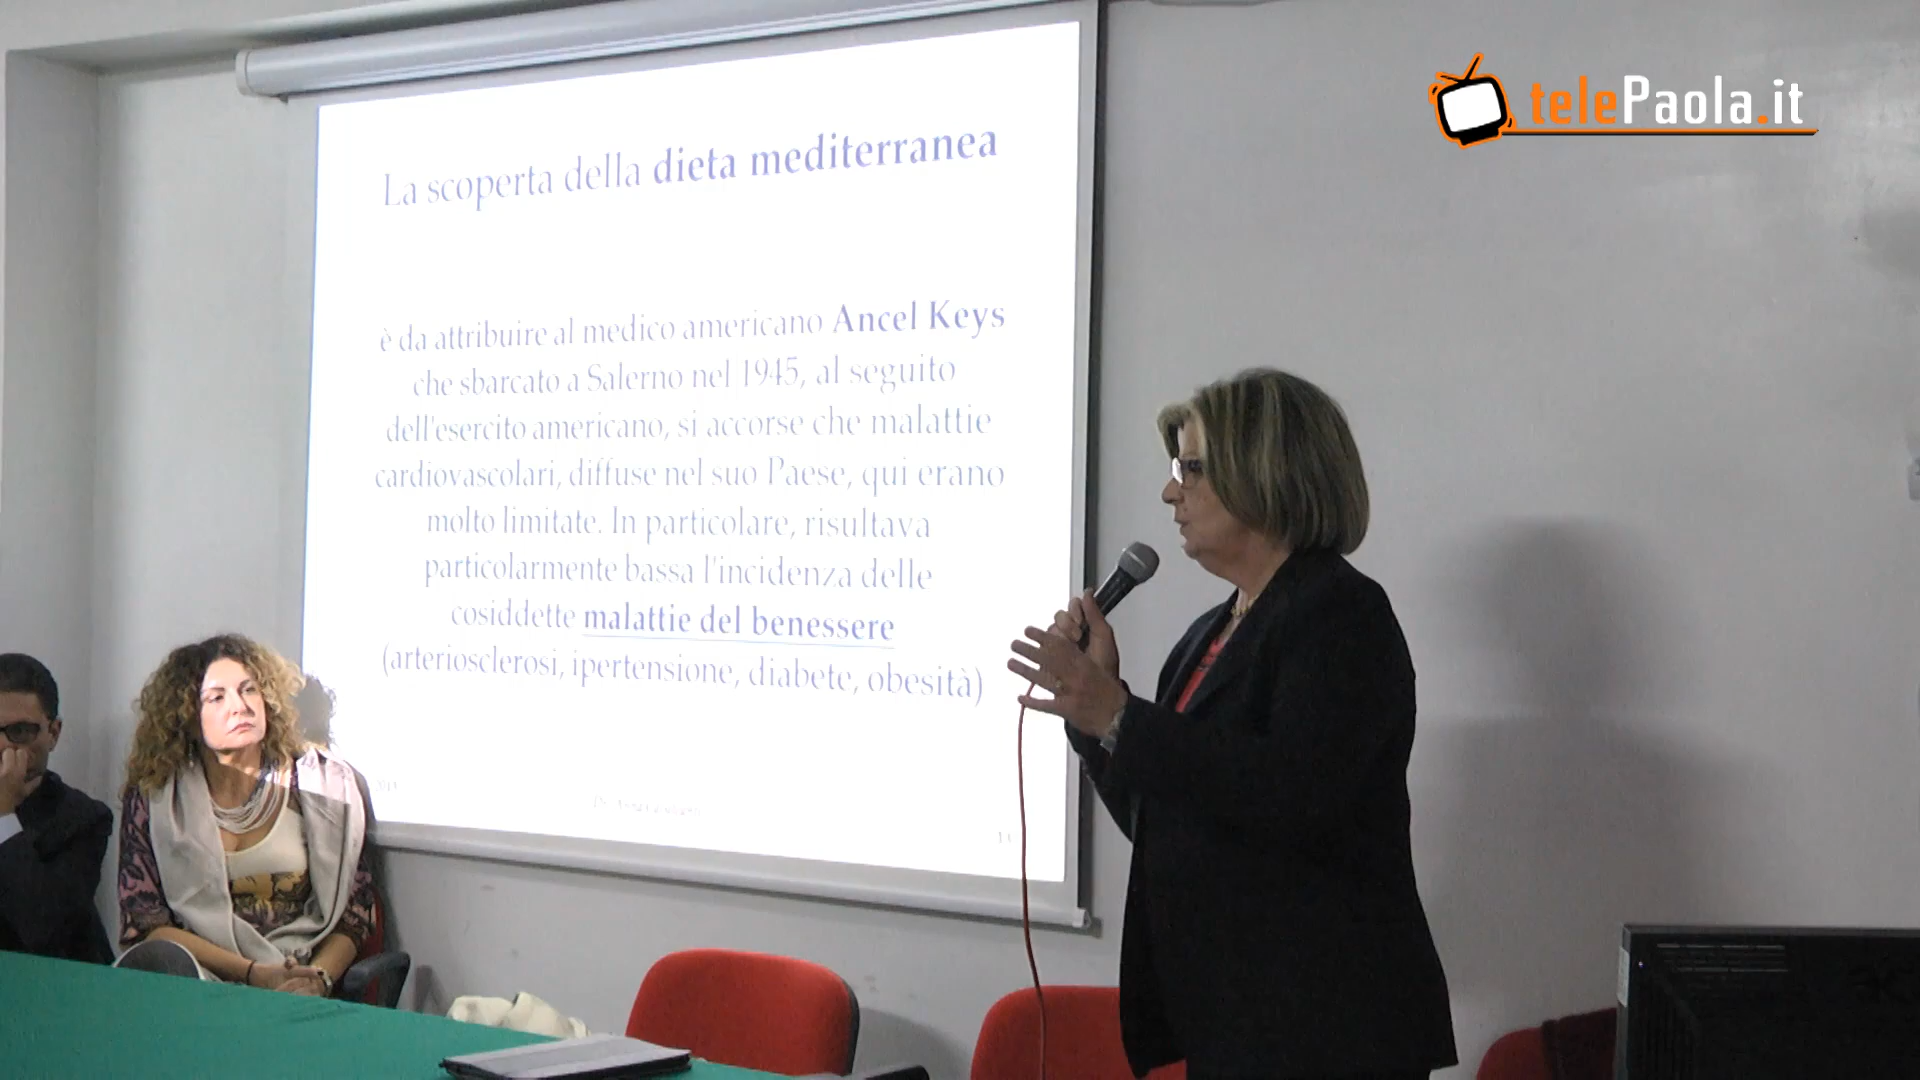 telePaola.it
La scoperta della dieta mediterranea
è da attribuire al medico americano Ancel Keys
che sbarcato a Salerno nel 1945, al seguito
dell'esercito americano, si accorse che malattie
cardiovascolari, diffuse nel suo Paese, qui erano
molto limitate. In particolare, risultava
particolarmente bassa l'incidenza delle
cosiddette malattie del benessere
(arteriosclerosi, ipertensione, diabete, obesità)